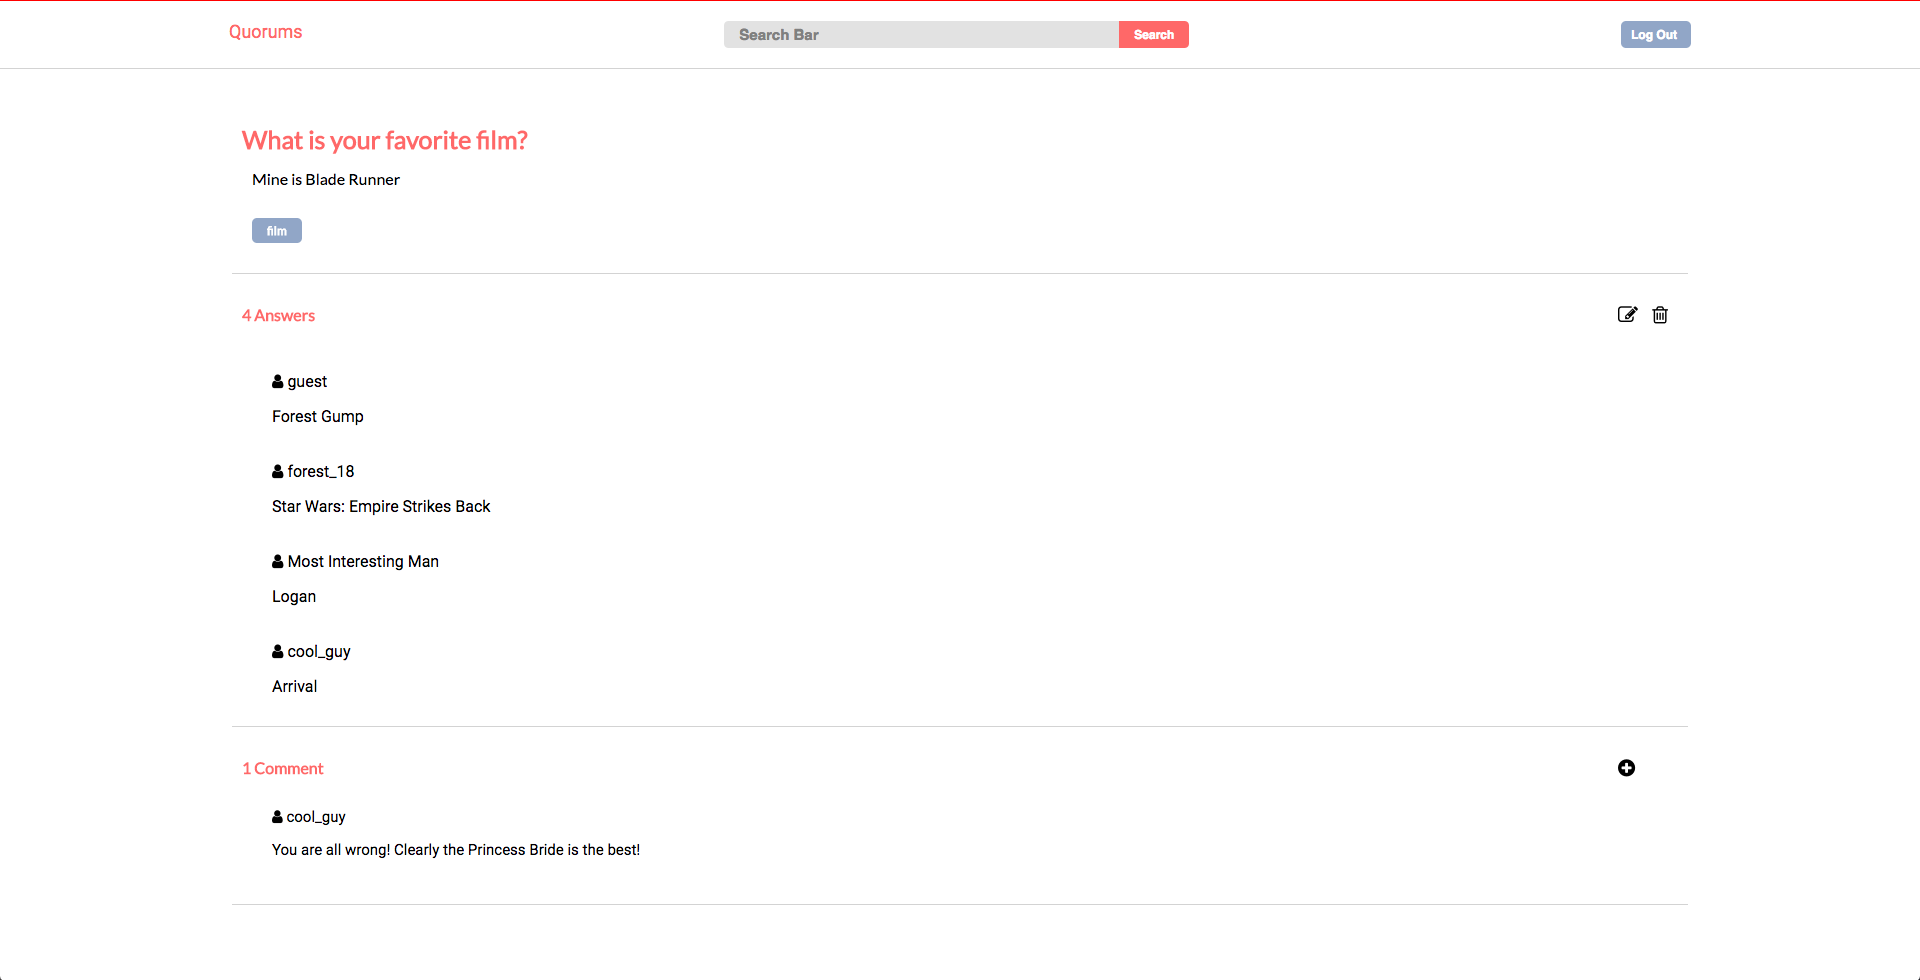 Quorums
Search Bar
Search
Log Out
What is your favorite film?
Mine is Blade Runner
film
4 Answers
guest
Forest Gump
forest_18
Star Wars: Empire Strikes Back
Most Interesting Man
Logan
cool_guy
Arrival
1 Comment
cool_guy
You are all wrong! Clearly the Princess Bride is the best!